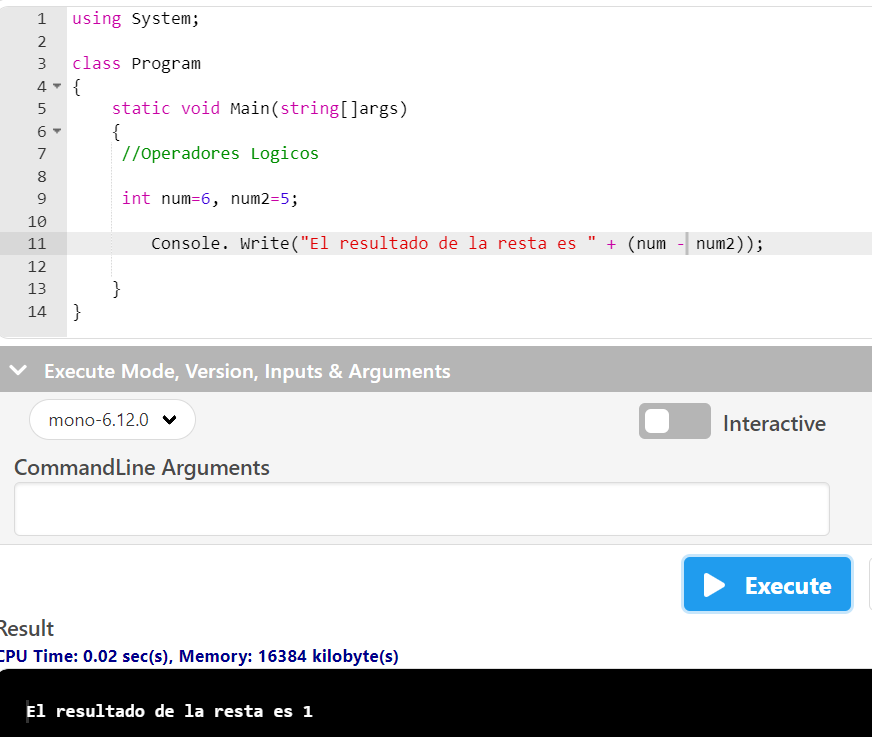 1 using System;
2
3 class Program
4 {
5 static void Main(string[]args)
6 {
7 //Operadores Logicos
8
9 int num=6, num2=5;
10
11 Console. Write("El resultado de la resta es " + (num - num2));
12
13 }
14 }
Execute Mode, Version, Inputs & Arguments
mono-6.12.0
Interactive
CommandLine Arguments
Execute
Result
CPU Time: 0.02 sec(s), Memory: 16384 kilobyte(s)
El resultado de la resta es 1